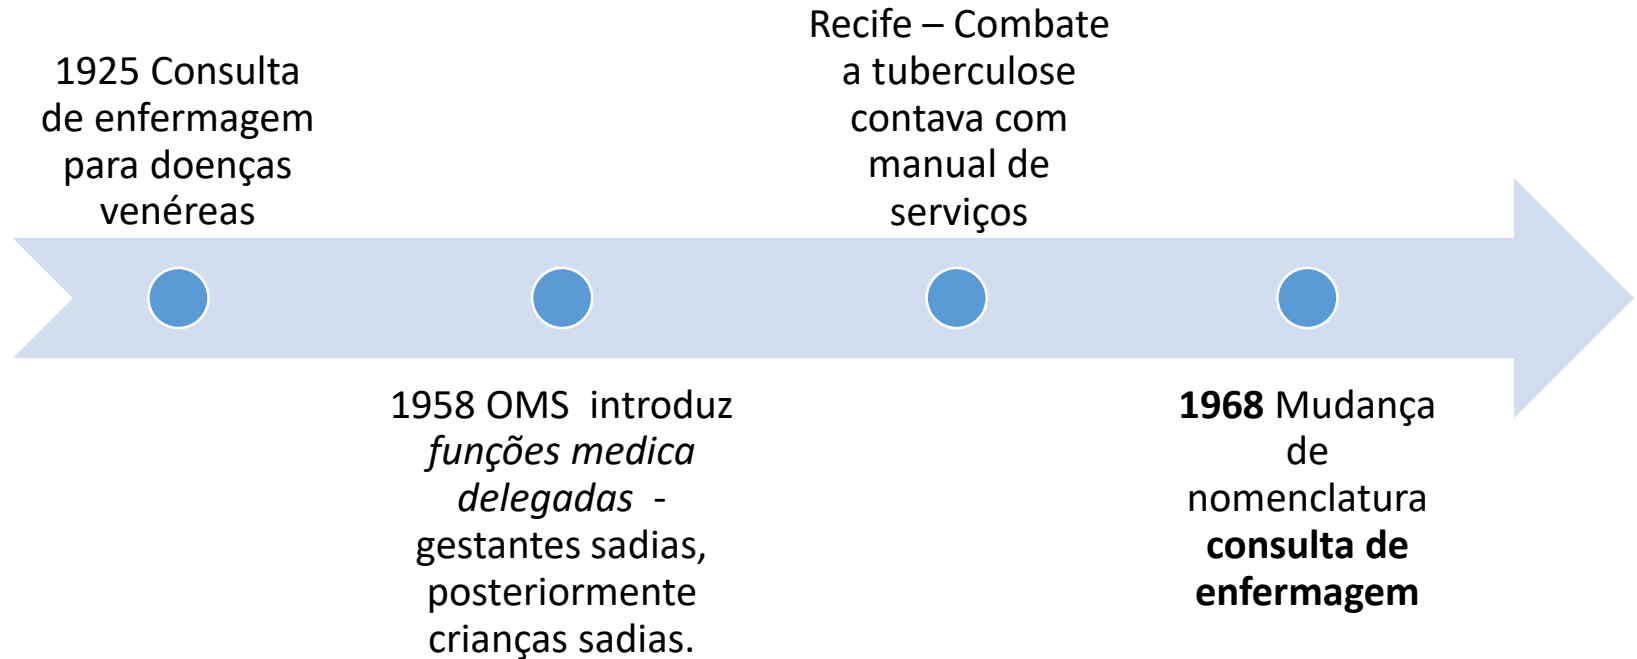 1925 Consulta
de enfermagem
para doenças
venéreas
1958 OMS  introduz
funções medica
delegadas  -
gestantes sadias,
posteriormente
crianças sadias.
Recife – Combate
a tuberculose
contava com
manual de
serviços
1968 Mudança
de
nomenclatura
consulta de
enfermagem